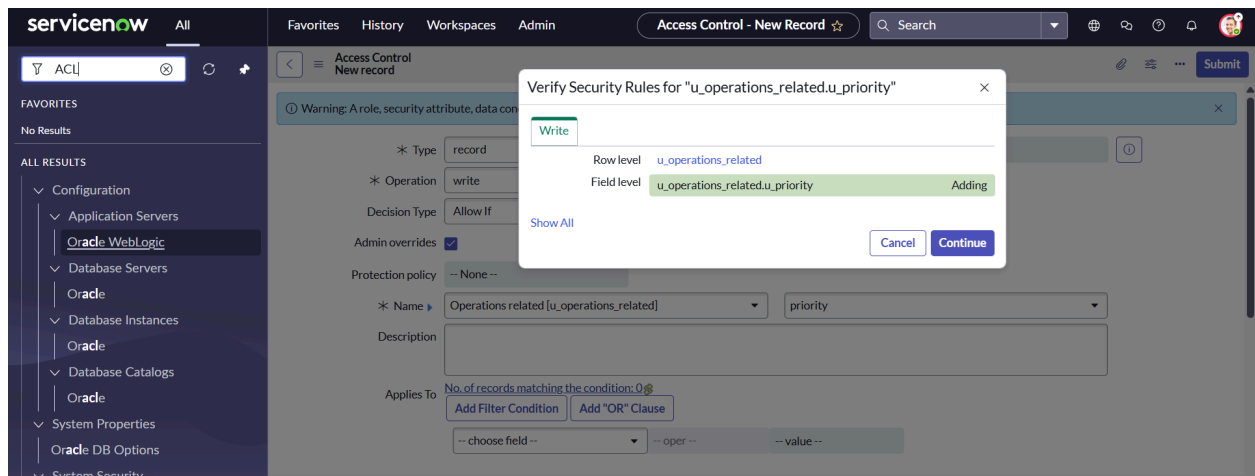 servicenow All Favorites History Workspaces Admin Access Control - New Record Search
ACL
FAVORITES
No Results
ALL RESULTS
Configuration
Application Servers
Oracle WebLogic
Database Servers
Oracle
Database Instances
Oracle
Database Catalogs
Oracle
System Properties
Oracle DB Options
System Security
Access Control
New record
Submit
Warning: A role, security attribute, data con
Type record
Operation write
Decision Type Allow If
Admin overrides
Protection policy -- None --
Name Operations related [u_operations_related] priority
Description
Applies To No. of records matching the condition: 0
Add Filter Condition Add "OR" Clause
-- choose field -- -- oper -- -- value --
Verify Security Rules for "u_operations_related.u_priority"
Write
Row level u_operations_related
Field level u_operations_related.u_priority Adding
Show All
Cancel Continue